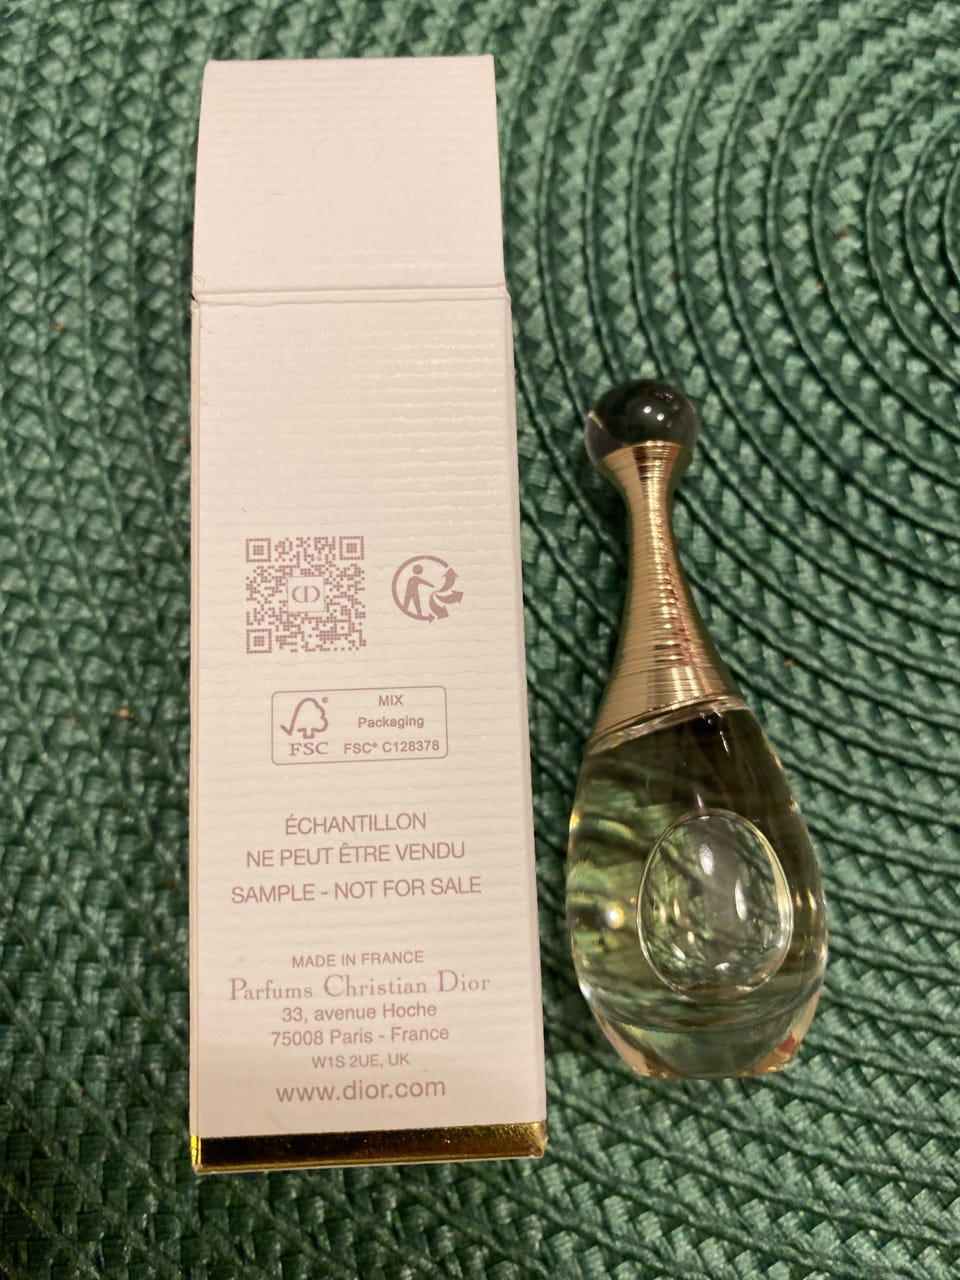 CD
MIX
Packaging
FSC® C128378
FSC
ÉCHANTILLON
NE PEUT ÊTRE VENDU
SAMPLE - NOT FOR SALE
MADE IN FRANCE
Parfums Christian Dior
33, avenue Hoche
75008 Paris - France
W1S 2UE, UK
www.dior.com